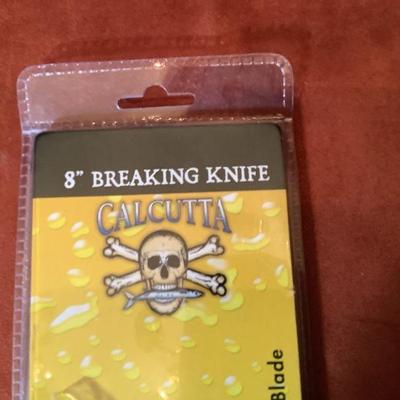 8" BREAKING KNIFE
CALCUTTA
Blade